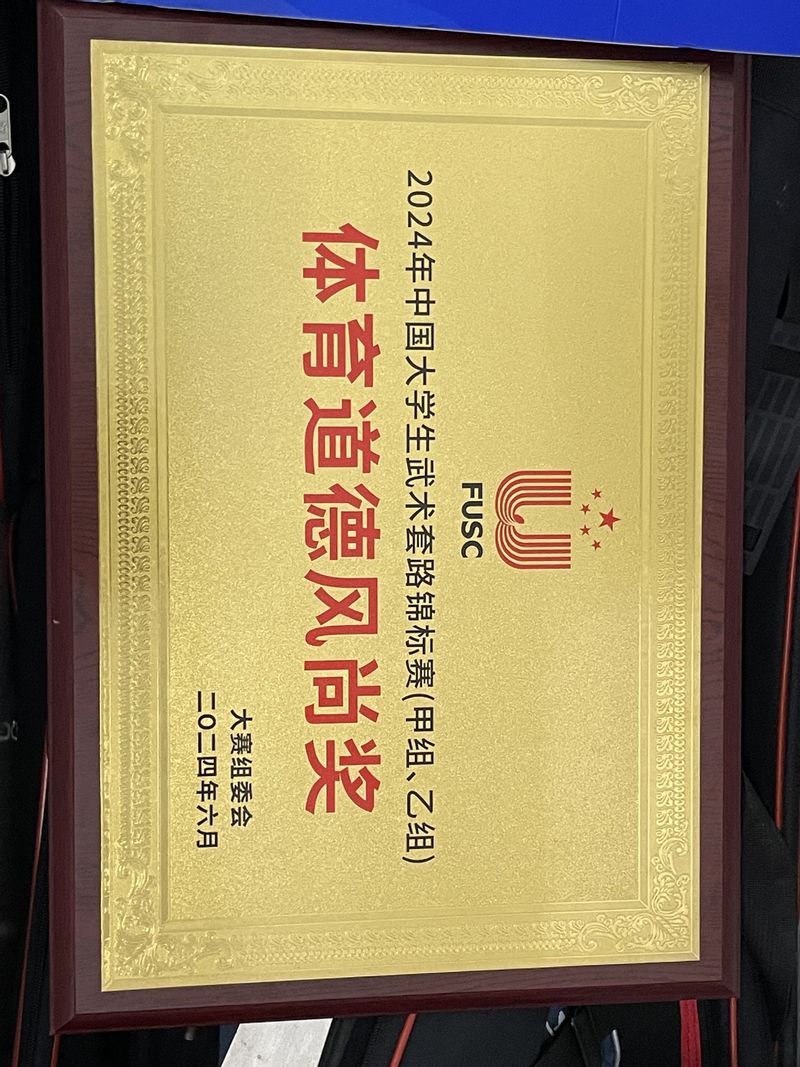 FUSC
2024年中国大学生武术套路锦标赛(甲组、乙组)
体育道德风尚奖
大赛组委会
二〇二四年六月